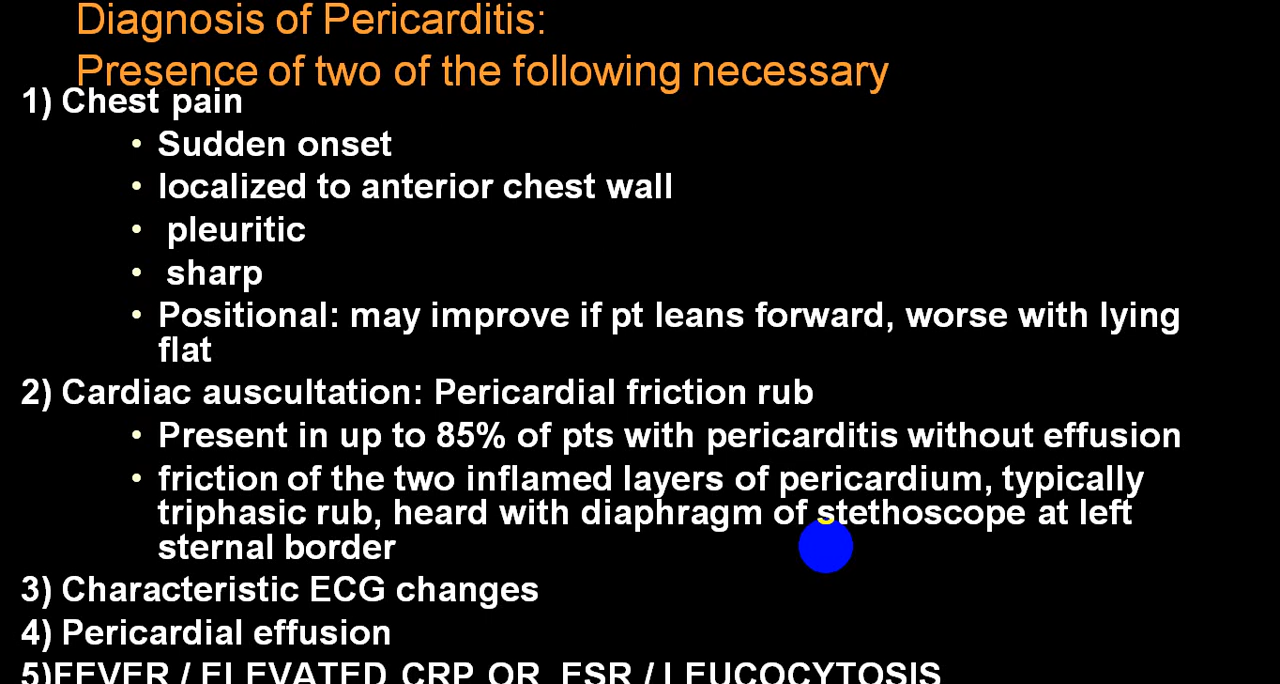 Diagnosis of Pericarditis:
Presence of two of the following necessary
1) Chest pain
• Sudden onset
• localized to anterior chest wall
• pleuritic
• sharp
• Positional: may improve if pt leans forward, worse with lying
flat
2) Cardiac auscultation: Pericardial friction rub
• Present in up to 85% of pts with pericarditis without effusion
• friction of the two inflamed layers of pericardium, typically
triphasic rub, heard with diaphragm of stethoscope at left
sternal border
3) Characteristic ECG changes
4) Pericardial effusion
5)FEVER / ELEVATED CRP OR ESR / LEUCOCYTOSIS